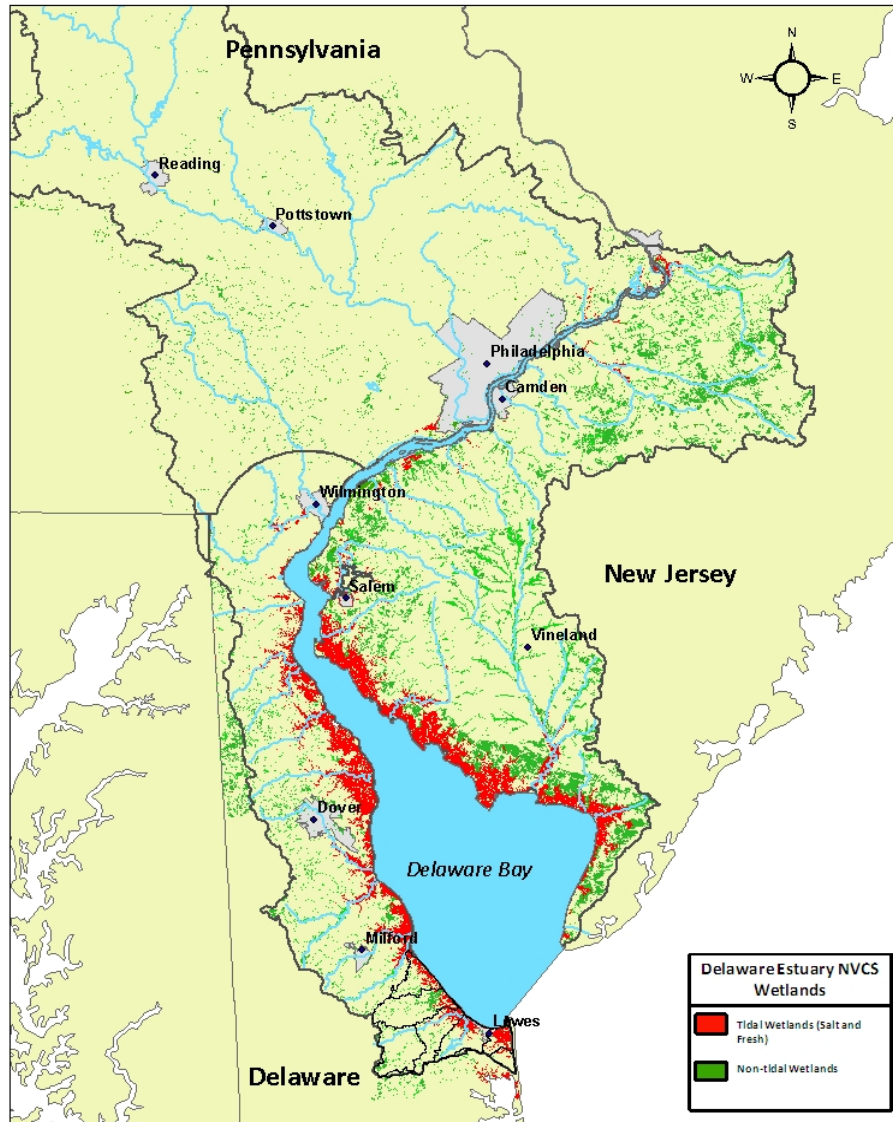 Pennsylvania
N
W
E
S
Reading
Pottstown
Philadelphia
Camden
Wilmington
New Jersey
Salem
Vineland
Dover
Delaware Bay
Milford
Lewes
Delaware
Delaware Estuary NVCS
Wetlands
Tidal Wetlands (Salt and
Fresh)
Non-tidal Wetlands